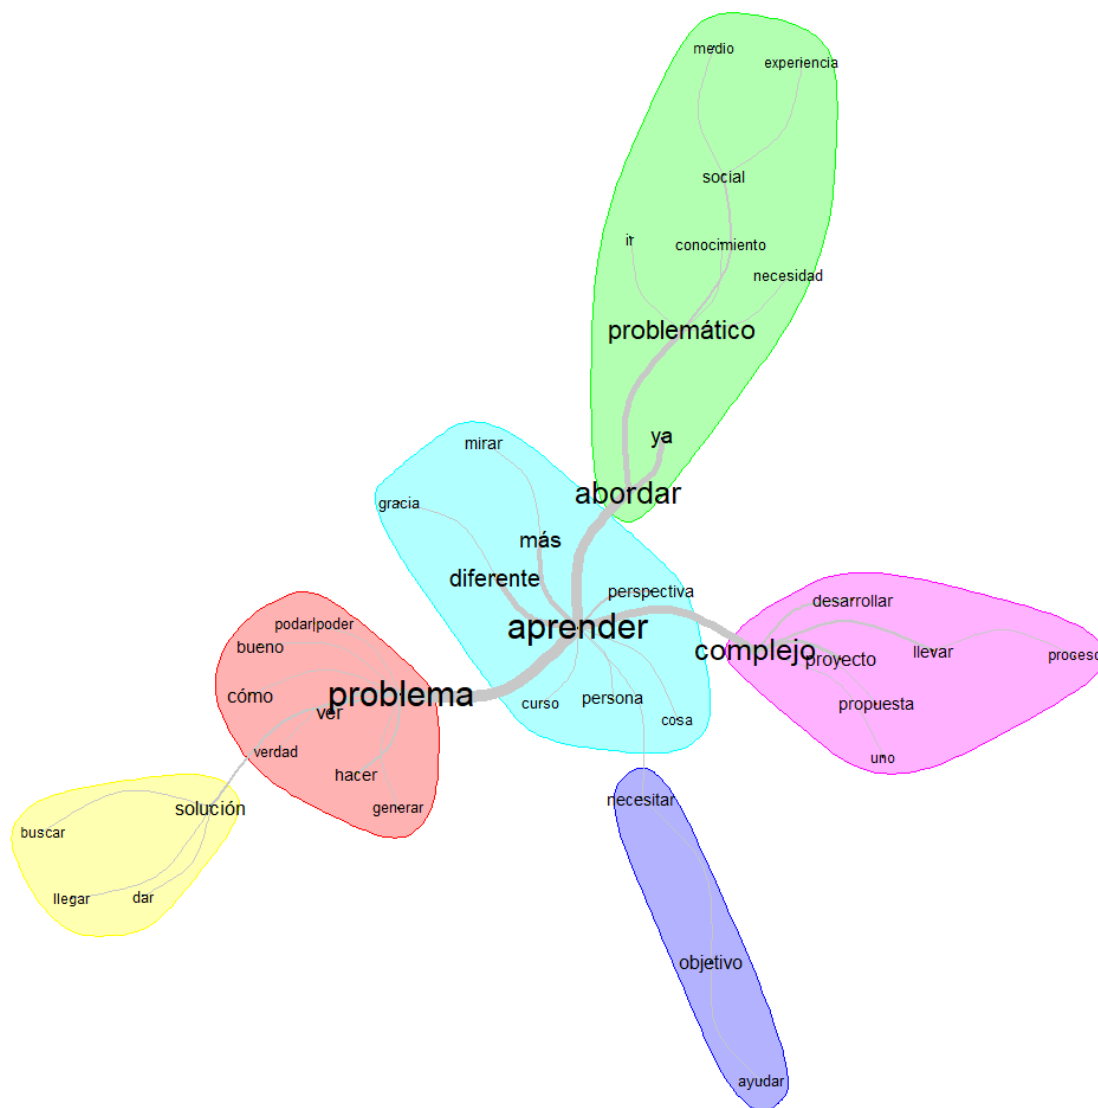 medio
experiencia
social
ir
conocimiento
necesidad
problemático
ya
mirar
abordar
gracia
más
diferente
perspectiva
desarrollar
podar|poder
aprender
bueno
complejo
llevar
proyecto
proceso
cómo
problema
persona
curso
propuesta
ver
cosa
verdad
uno
hacer
necesitar
generar
solución
buscar
llegar
dar
objetivo
ayudar